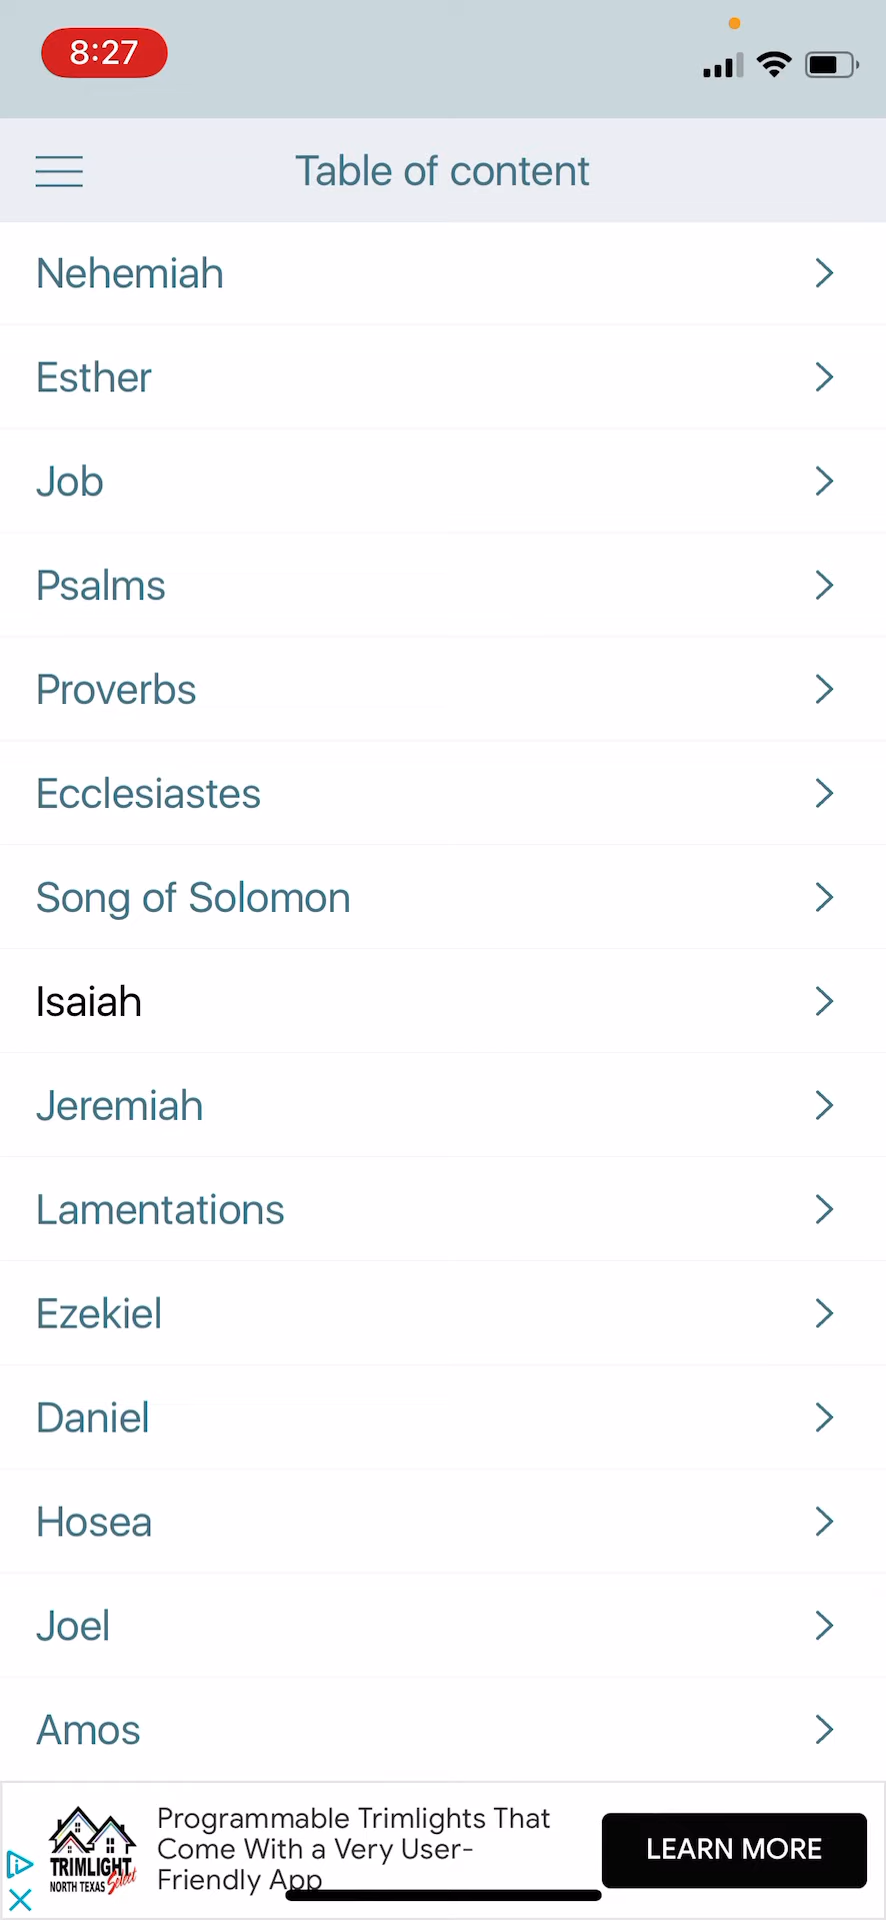 8:27
Table of content
Nehemiah
Esther
Job
Psalms
Proverbs
Ecclesiastes
Song of Solomon
Isaiah
Jeremiah
Lamentations
Ezekiel
Daniel
Hosea
Joel
Amos
TRIMLIGHT
NORTH TEXAS Select
Programmable Trimlights That
Come With a Very User-
Friendly App
LEARN MORE